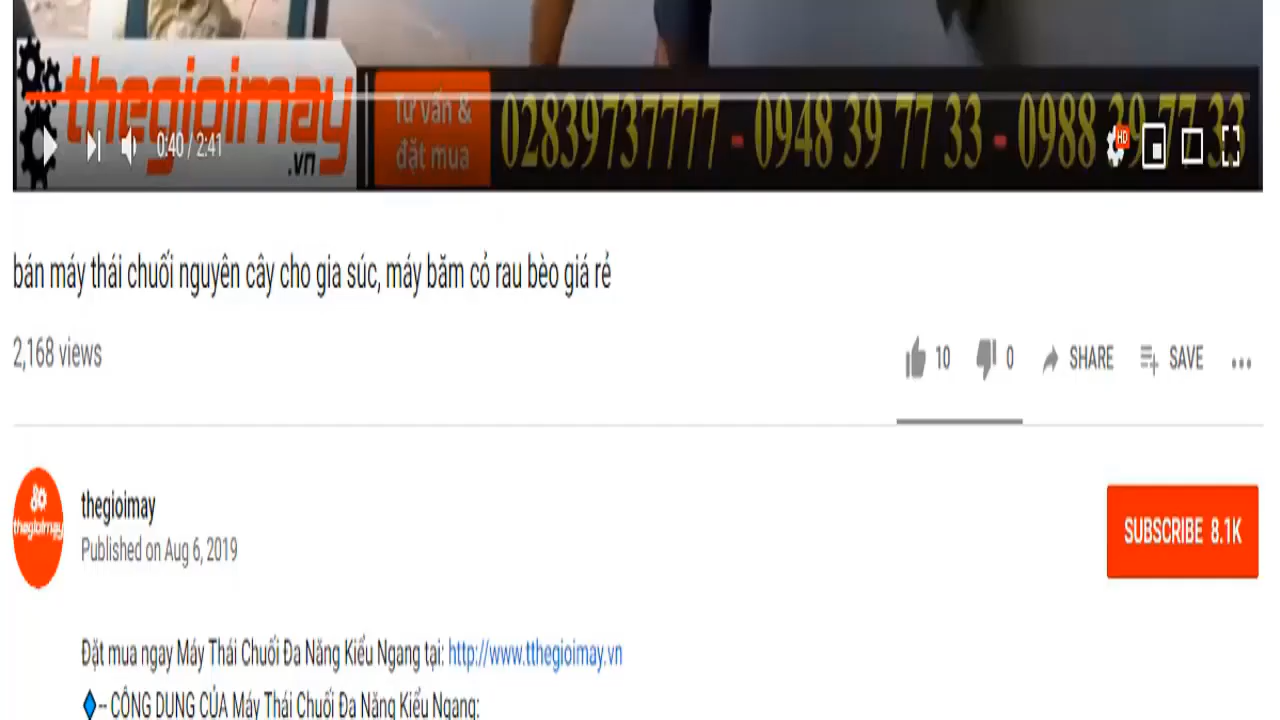 thegioimay
.vn
Tư vấn &
đặt mua
02839737777 - 0948 39 77 33 - 0988 39 77 33
0:40 / 2:41
HD
bán máy thái chuối nguyên cây cho gia súc, máy băm cỏ rau bèo giá rẻ
2,168 views
10 0 SHARE SAVE
thegioimay
thegioimay
Published on Aug 6, 2019
SUBSCRIBE 8.1K
Đặt mua ngay Máy Thái Chuối Đa Năng Kiểu Ngang tại: http://www.tthegioimay.vn
-- CÔNG DỤNG CỦA Máy Thái Chuối Đa Năng Kiểu Ngang: